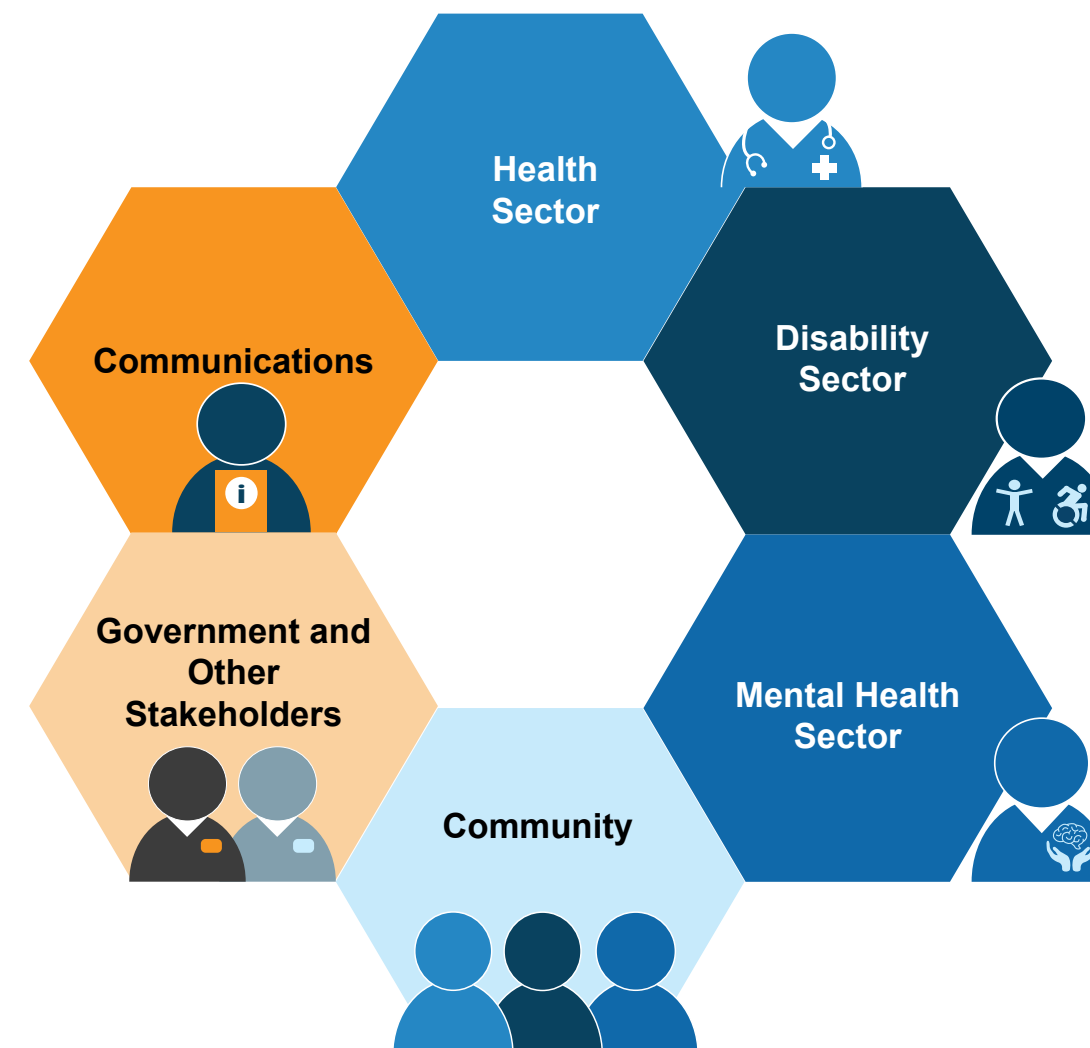 Health
Sector
Disability
Sector
Communications
i
Government and
Other
Stakeholders
Mental Health
Sector
Community